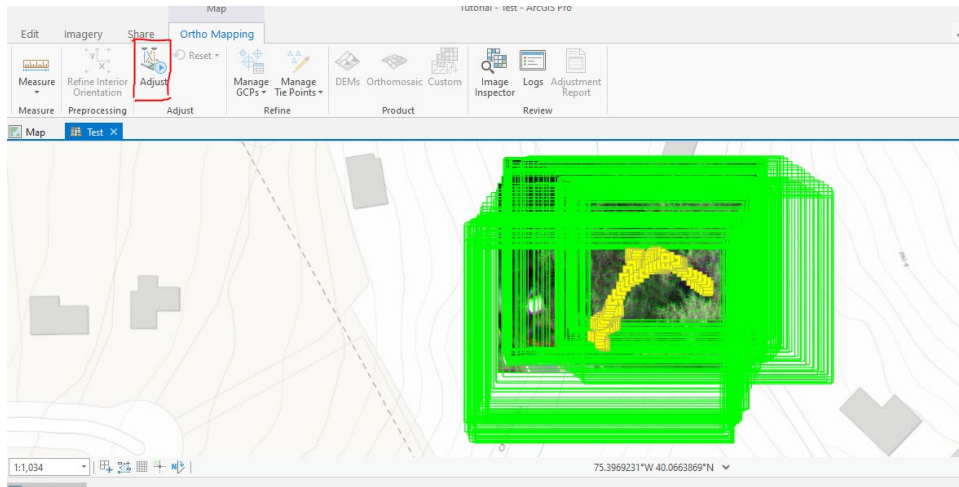 Map
Tutorial - Test - ArcGIS Pro
Edit Imagery Share Ortho Mapping
Measure
Refine Interior
Orientation
Adjust
Reset
Manage
GCPs
Manage
Tie Points
DEMs
Orthomosaic
Custom
Image
Inspector
Logs
Adjustment
Report
Measure Preprocessing Adjust Refine Product Review
Map Test
1:1,034
75.3969231°W 40.0663869°N